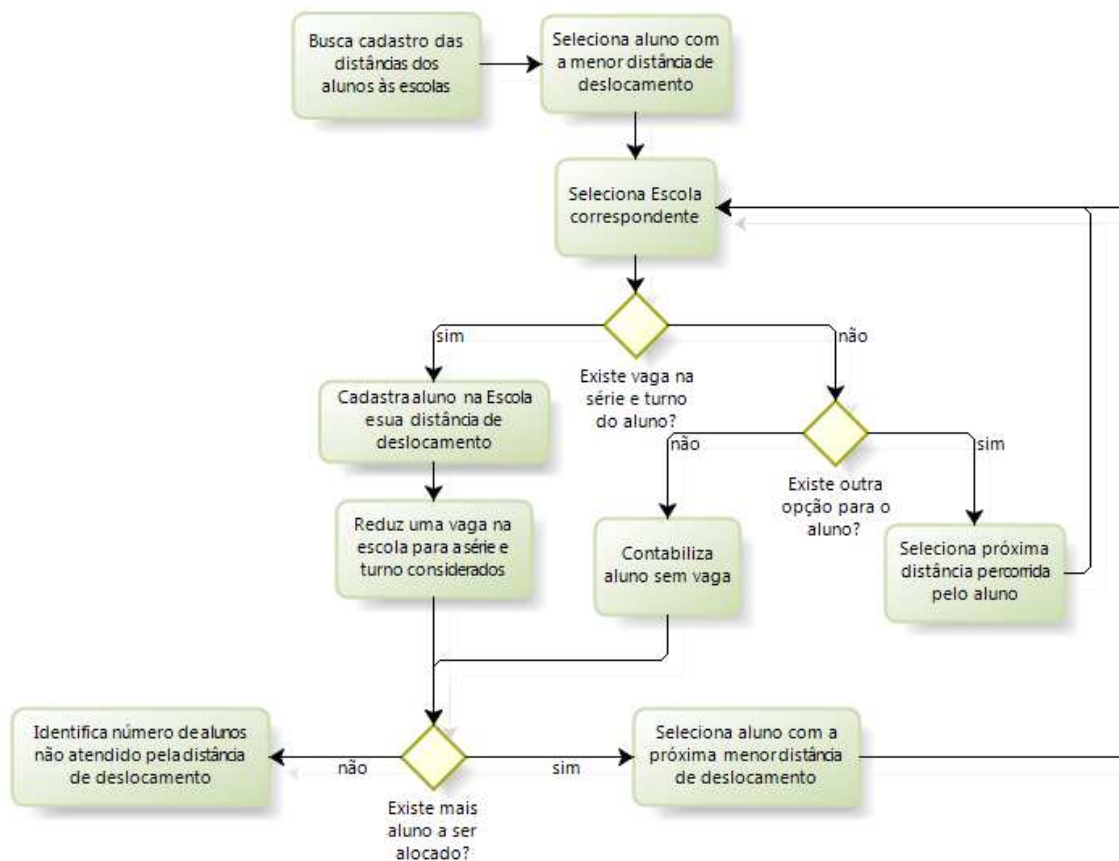 Busca cadastro das
distâncias dos
alunos às escolas
Seleciona aluno com
a menor distância de
deslocamento
Seleciona Escola
correspondente
sim
não
Existe vaga na
série e turno
do aluno?
Cadastra aluno na Escola
e sua distância de
deslocamento
não
sim
Existe outra
opção para o
aluno?
Reduz uma vaga na
escola para a série e
turno considerados
Contabiliza
aluno sem vaga
Seleciona próxima
distância percorrida
pelo aluno
Identifica número de alunos
não atendido pela distância
de deslocamento
não
sim
Seleciona aluno com a
próxima menor distância
de deslocamento
Existe mais
aluno a ser
alocado?